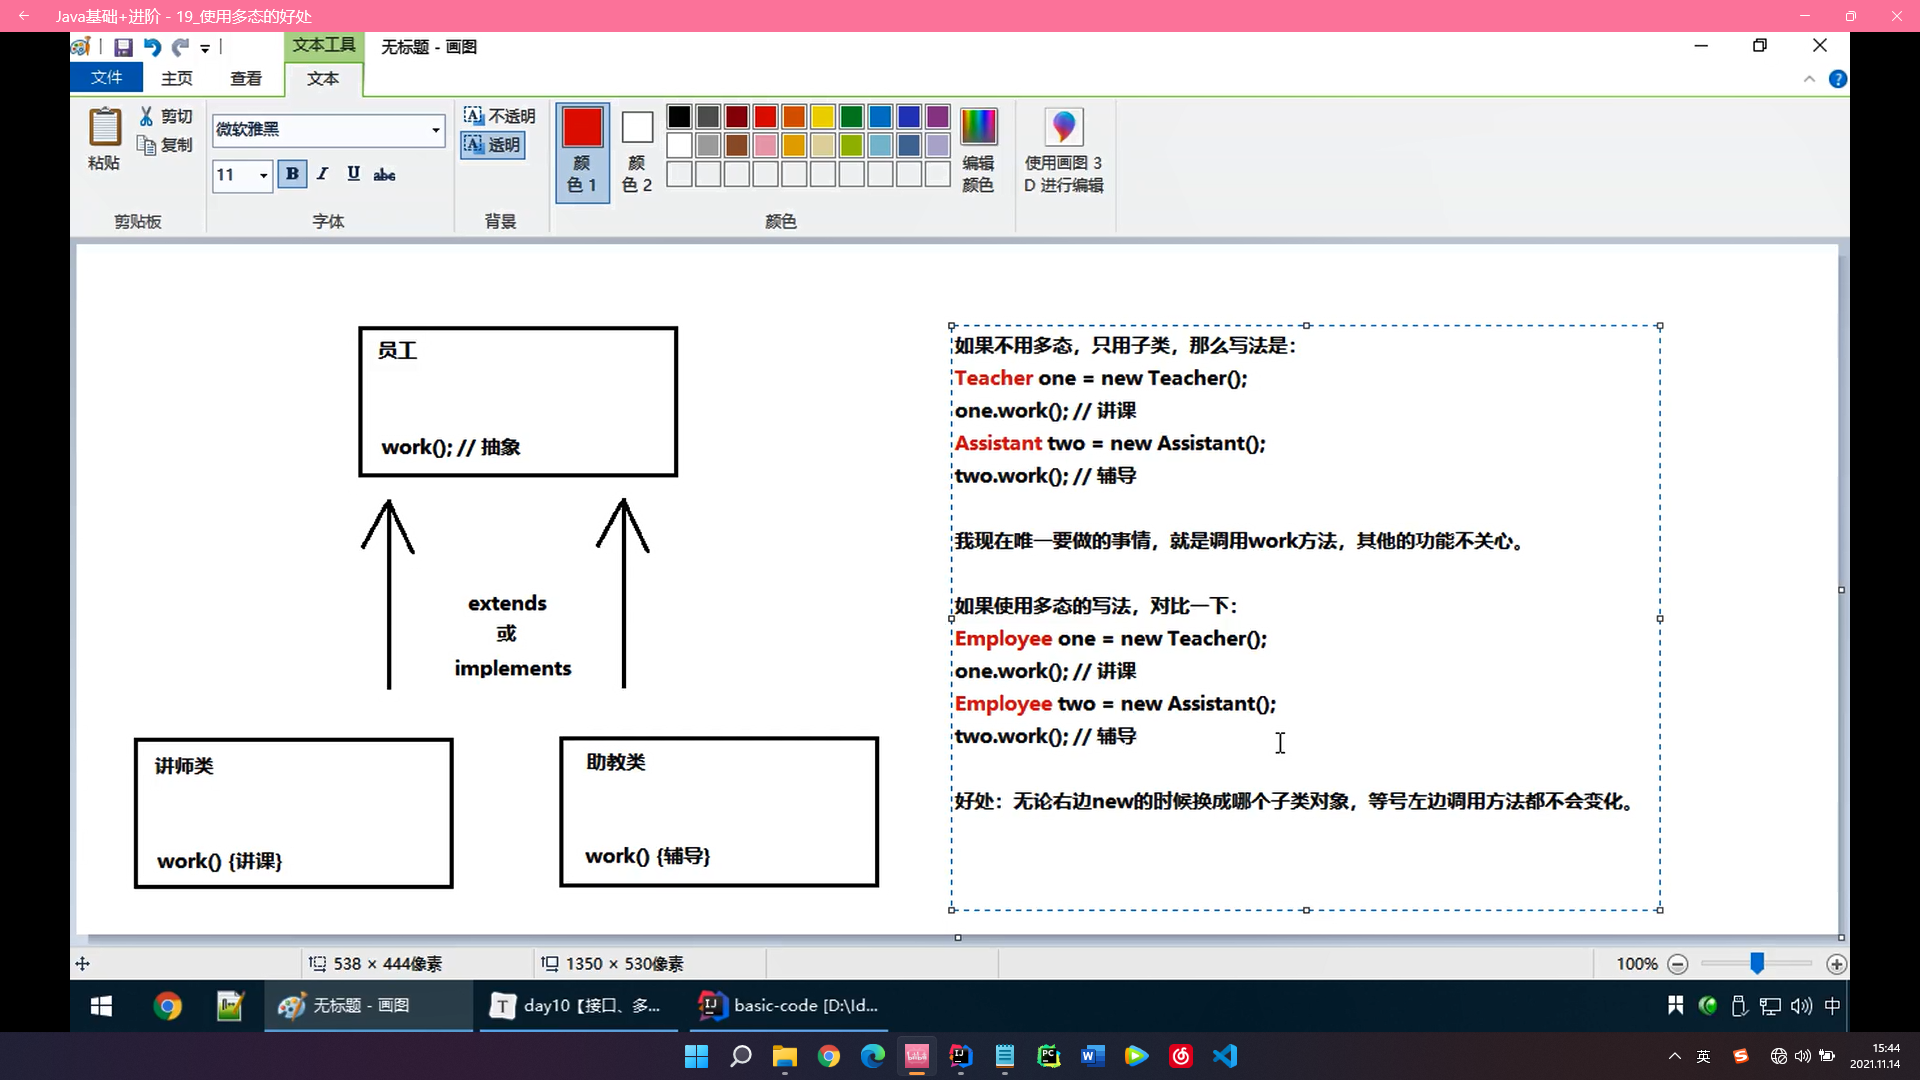 Java基础+进阶 - 19_使用多态的好处
文本工具
无标题 - 画图
文件
主页
查看
文本
粘贴
剪切
复制
剪贴板
微软雅黑
11
B I U abc
字体
不透明
透明
背景
颜
色 1
颜
色 2
颜色
编辑
颜色
使用画图 3
D 进行编辑
员工
work(); // 抽象
extends
或
implements
讲师类
work() {讲课}
助教类
work() {辅导}
如果不用多态，只用子类，那么写法是：
Teacher one = new Teacher();
one.work(); // 讲课
Assistant two = new Assistant();
two.work(); // 辅导
我现在唯一要做的事情，就是调用work方法，其他的功能不关心。
如果使用多态的写法，对比一下：
Employee one = new Teacher();
one.work(); // 讲课
Employee two = new Assistant();
two.work(); // 辅导
好处：无论右边new的时候换成哪个子类对象，等号左边调用方法都不会变化。
538 × 444像素
1350 × 530像素
100%
无标题 - 画图
day10【接口、多...
basic-code [D:\Id...
中
英
15:44
2021.11.14